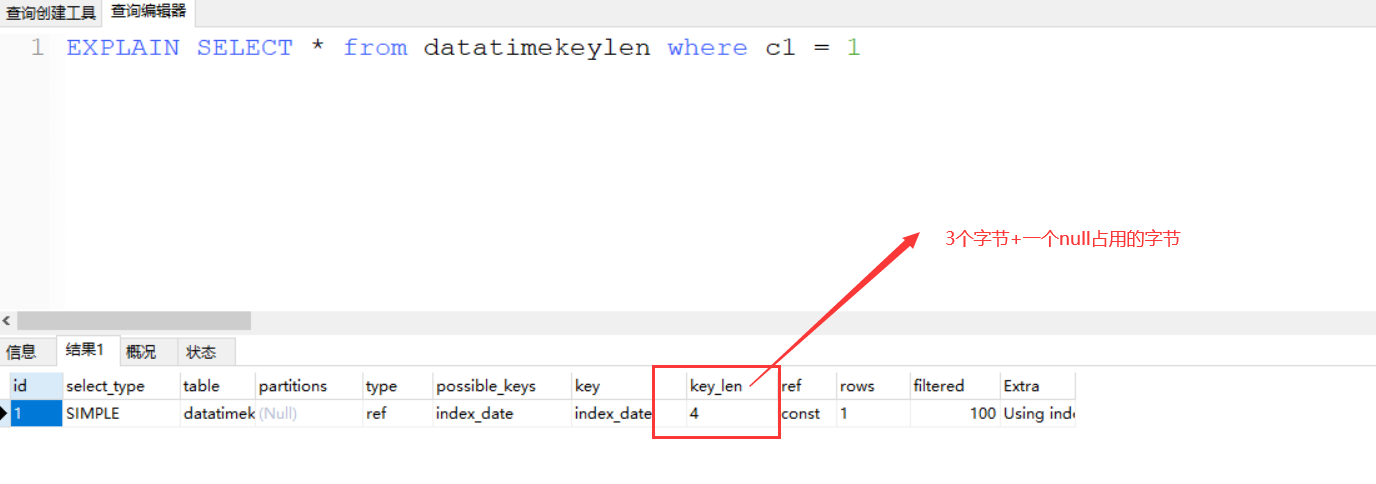 查询创建工具 查询编辑器
1 EXPLAIN SELECT * from datatimekeylen where c1 = 1
3个字节+一个null占用的字节
信息 结果1 概况 状态
id select_type table partitions type possible_keys key key_len ref rows filtered Extra
1 SIMPLE datatimek (Null) ref index_date index_date 4 const 1 100 Using inde